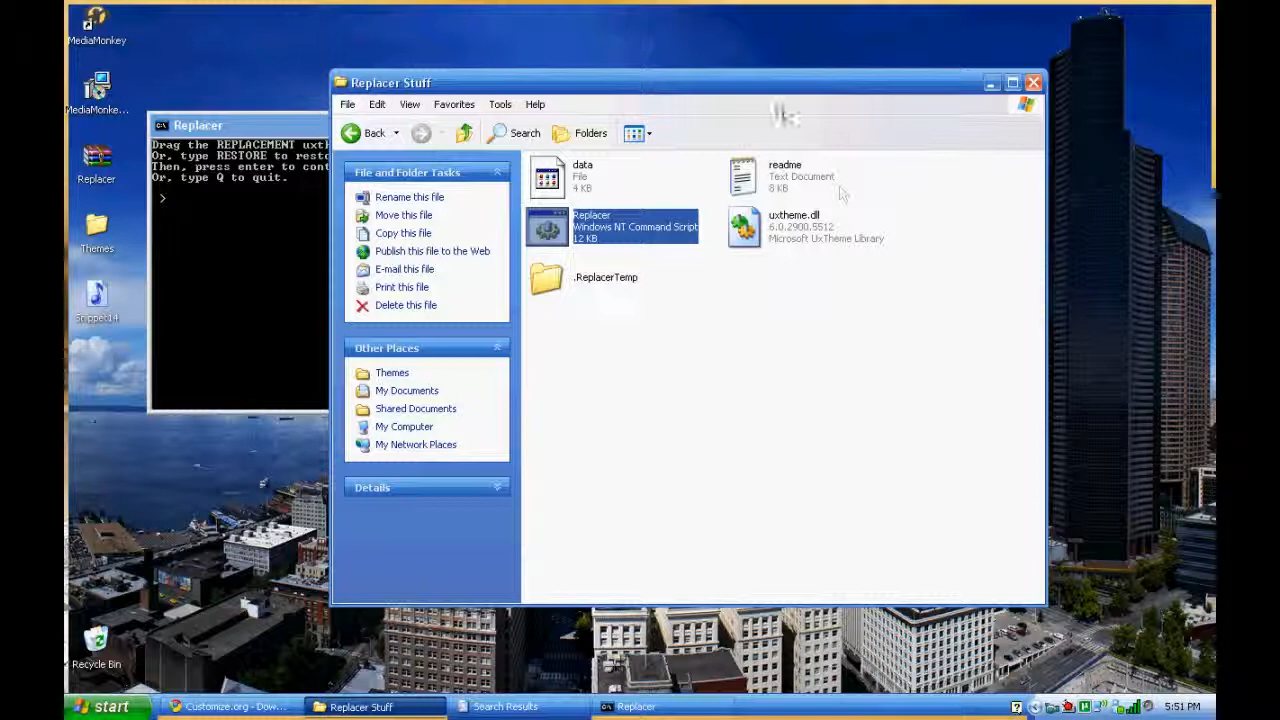 MediaMonkey
MediaMonke...
Replacer
Themes
Snippet14
Recycle Bin
Replacer
Drag the REPLACEMENT uxth
Or, type RESTORE to resto
Then, press enter to cont
Or, type Q to quit.
>
Replacer Stuff
File Edit View Favorites Tools Help
Back Search Folders
File and Folder Tasks
Rename this file
Move this file
Copy this file
Publish this file to the Web
E-mail this file
Print this file
Delete this file
Other Places
Themes
My Documents
Shared Documents
My Computer
My Network Places
Details
data
File
4 KB
readme
Text Document
8 KB
Replacer
Windows NT Command Script
12 KB
uxtheme.dll
6.0.2900.5512
Microsoft UxTheme Library
.ReplacerTemp
start Customize.org - Dow... Replacer Stuff Search Results Replacer 5:51 PM